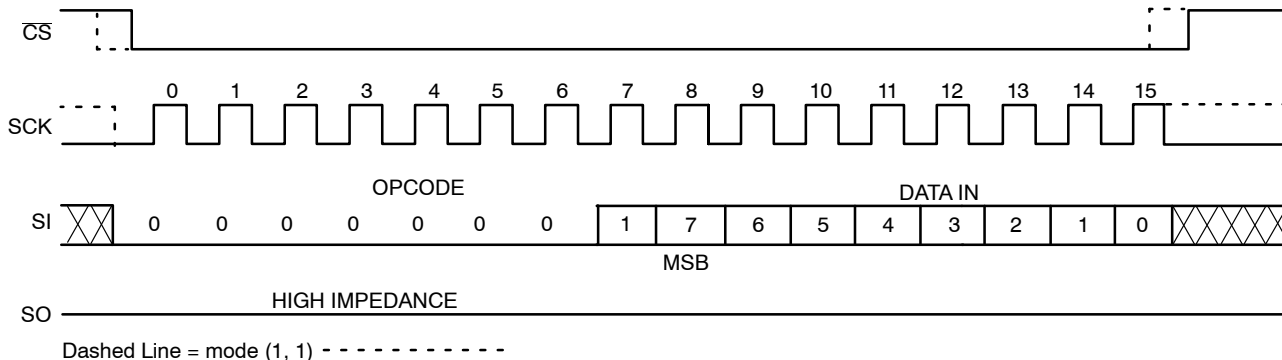 CS
0 1 2 3 4 5 6 7 8 9 10 11 12 13 14 15
SCK
OPCODE DATA IN
SI 0 0 0 0 0 0 0 1 7 6 5 4 3 2 1 0
MSB
HIGH IMPEDANCE
SO
Dashed Line = mode (1, 1)